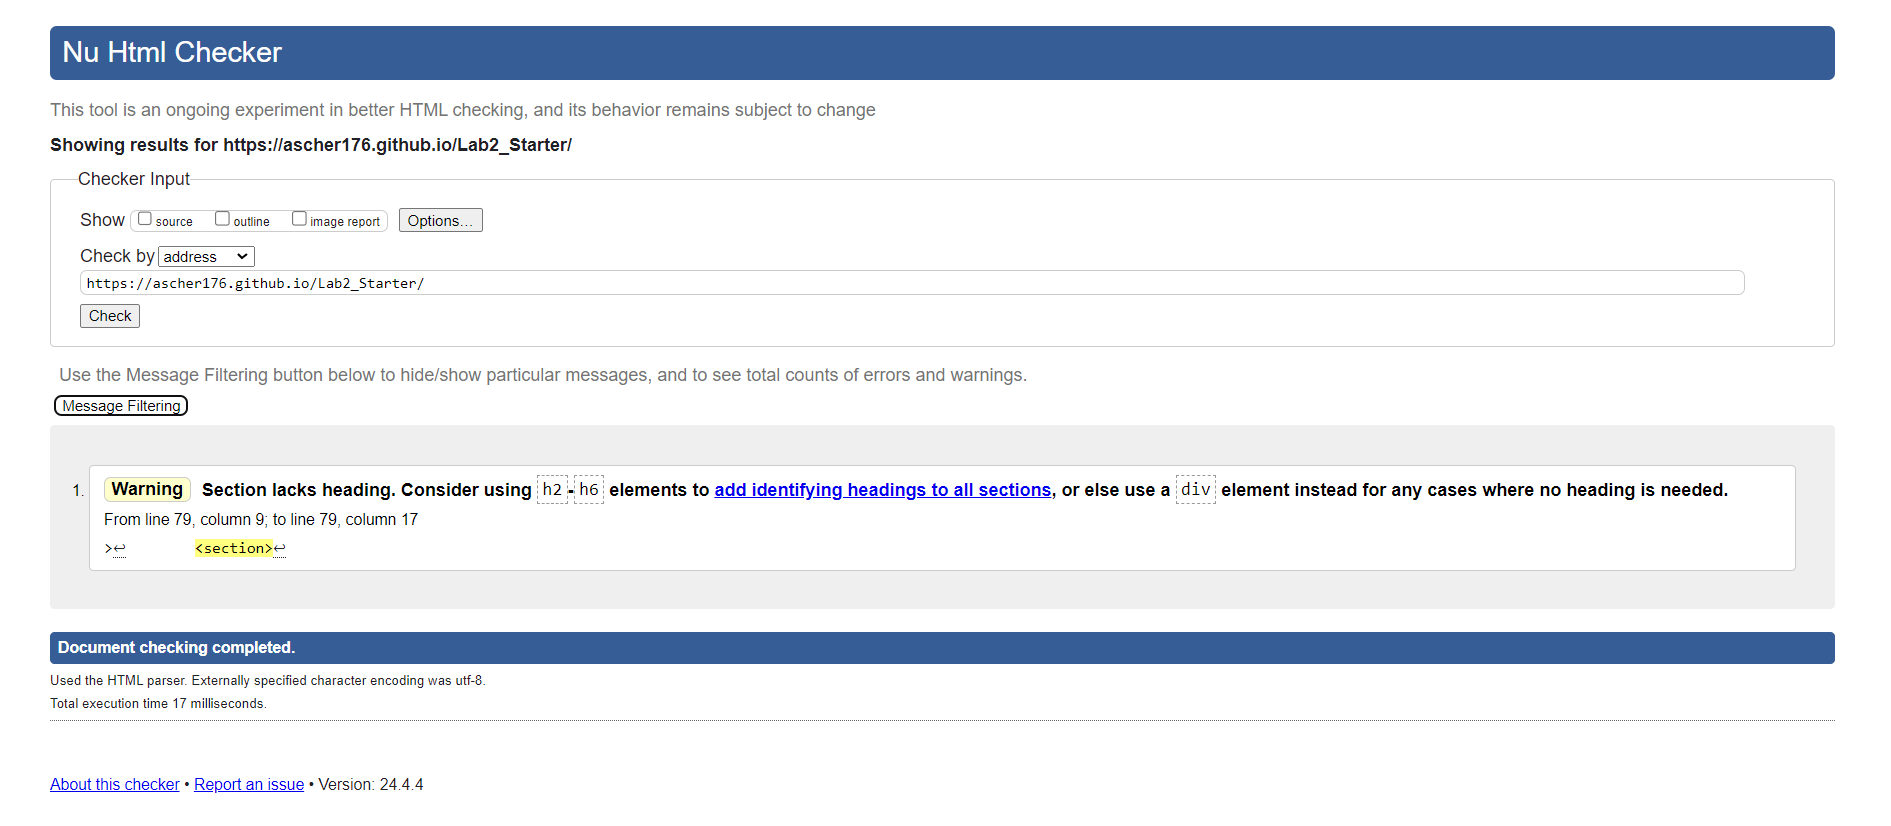 Nu Html Checker
This tool is an ongoing experiment in better HTML checking, and its behavior remains subject to change
Showing results for https://ascher176.github.io/Lab2_Starter/
Checker Input
Show source outline image report Options...
Check by address
https://ascher176.github.io/Lab2_Starter/
Check
Use the Message Filtering button below to hide/show particular messages, and to see total counts of errors and warnings.
Message Filtering
1. Warning Section lacks heading. Consider using h2-h6 elements to add identifying headings to all sections, or else use a div element instead for any cases where no heading is needed.
From line 79, column 9; to line 79, column 17
>↩ <section>↩
Document checking completed.
Used the HTML parser. Externally specified character encoding was utf-8.
Total execution time 17 milliseconds.
About this checker • Report an issue • Version: 24.4.4